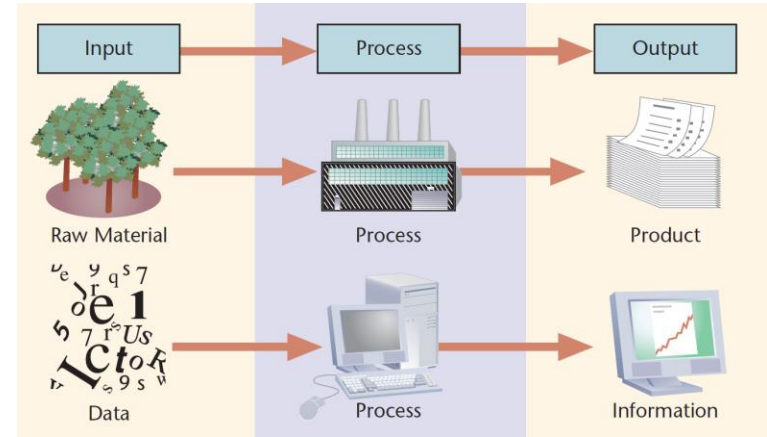 Input Process Output
Raw Material Process Product
Data Process Information